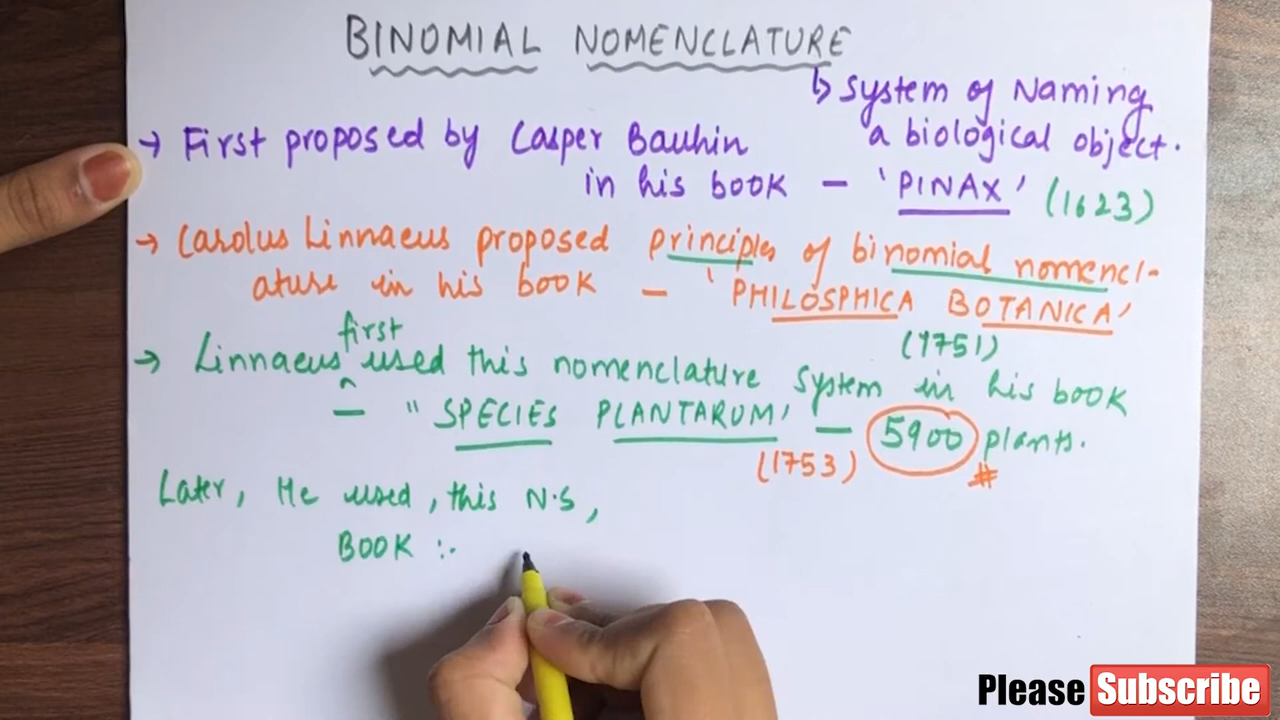 BINOMIAL NOMENCLATURE
↳ System of Naming
a biological object.
→ First proposed by Casper Bauhin
in his book – 'PINAX' (1623)
→ Carolus Linnaeus proposed principles of binomial nomencl-
ature in his book – 'PHILOSPHICA BOTANICA'
(1751)
→ Linnaeus ^first used this nomenclature system in his book
– " SPECIES PLANTARUM' – 5900 plants.
(1753) #
Later, He used, this N.S,
BOOK :-
Please Subscribe